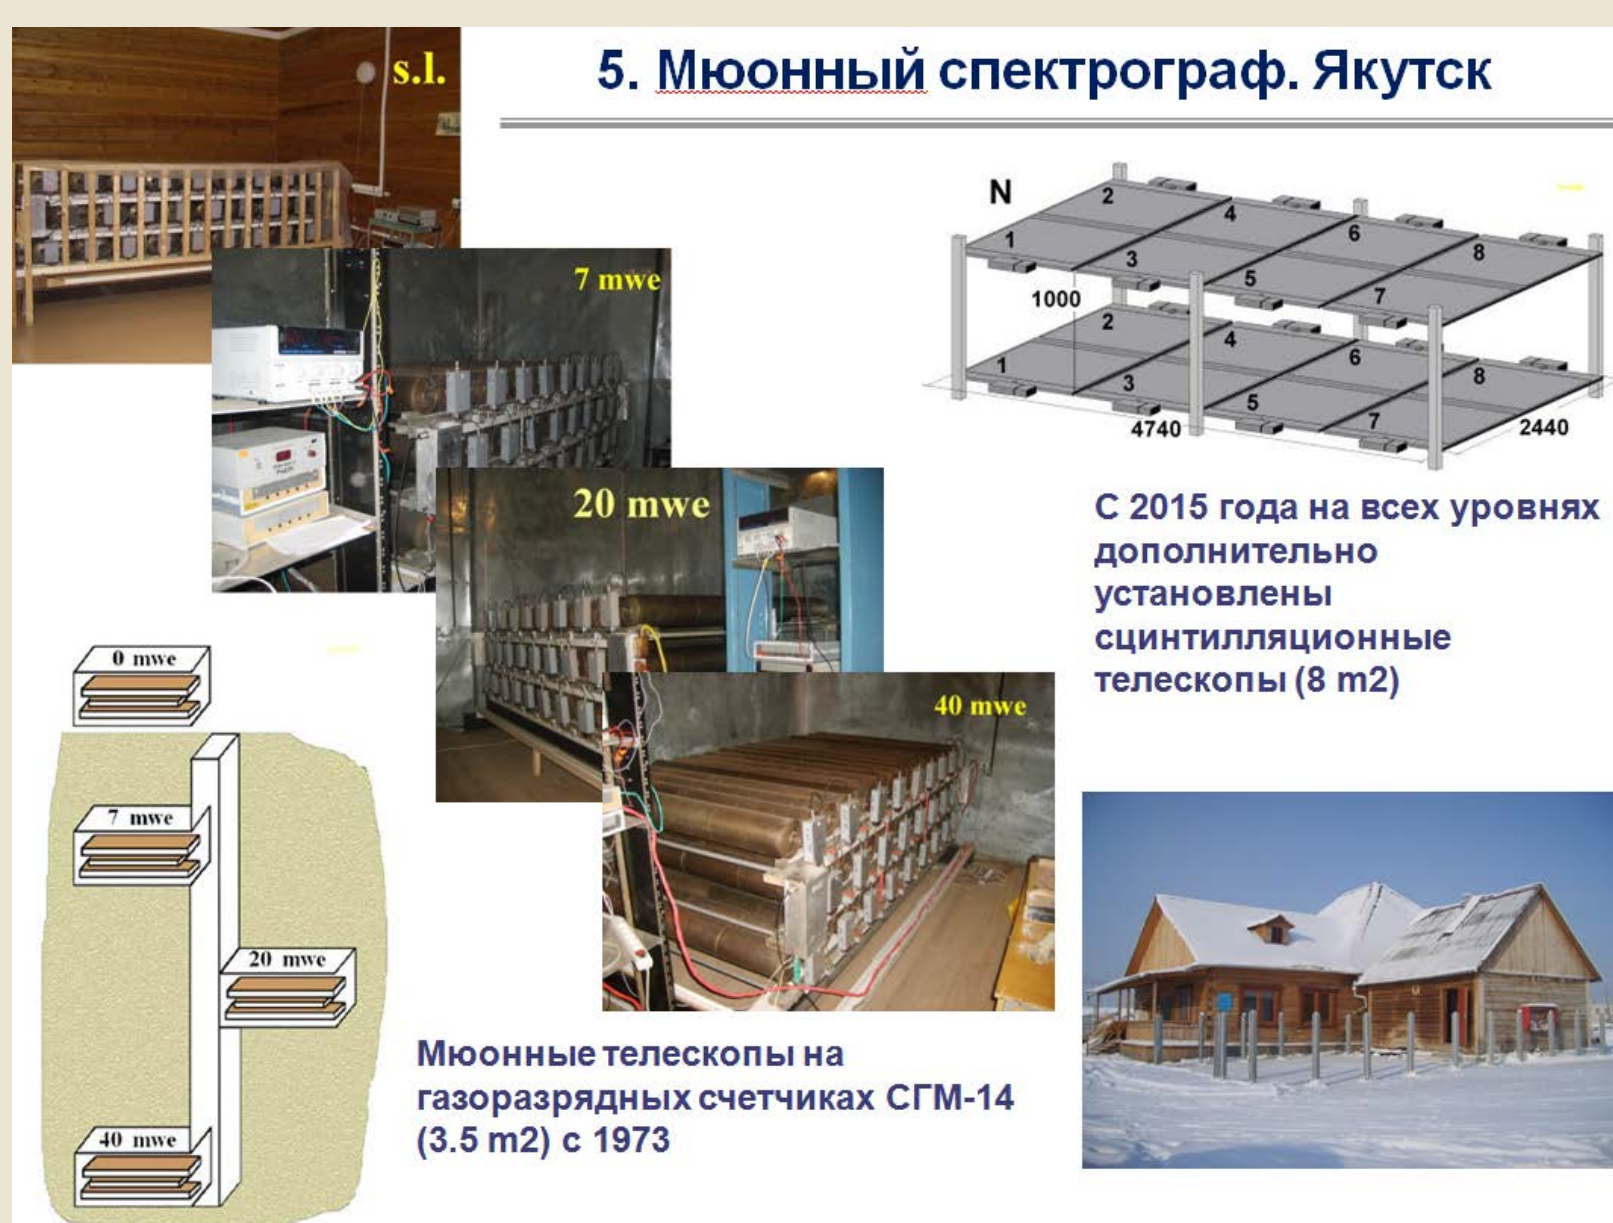 5. Мюонный спектрограф. Якутск
s.l.
7 mwe
20 mwe
40 mwe
N
2
4
6
8
1
3
5
7
1000
2
4
6
8
1
3
5
7
4740
2440
С 2015 года на всех уровнях
дополнительно
установлены
сцинтилляционные
телескопы (8 m2)
0 mwe
7 mwe
20 mwe
40 mwe
Мюонные телескопы на
газоразрядных счетчиках СГМ-14
(3.5 m2) с 1973